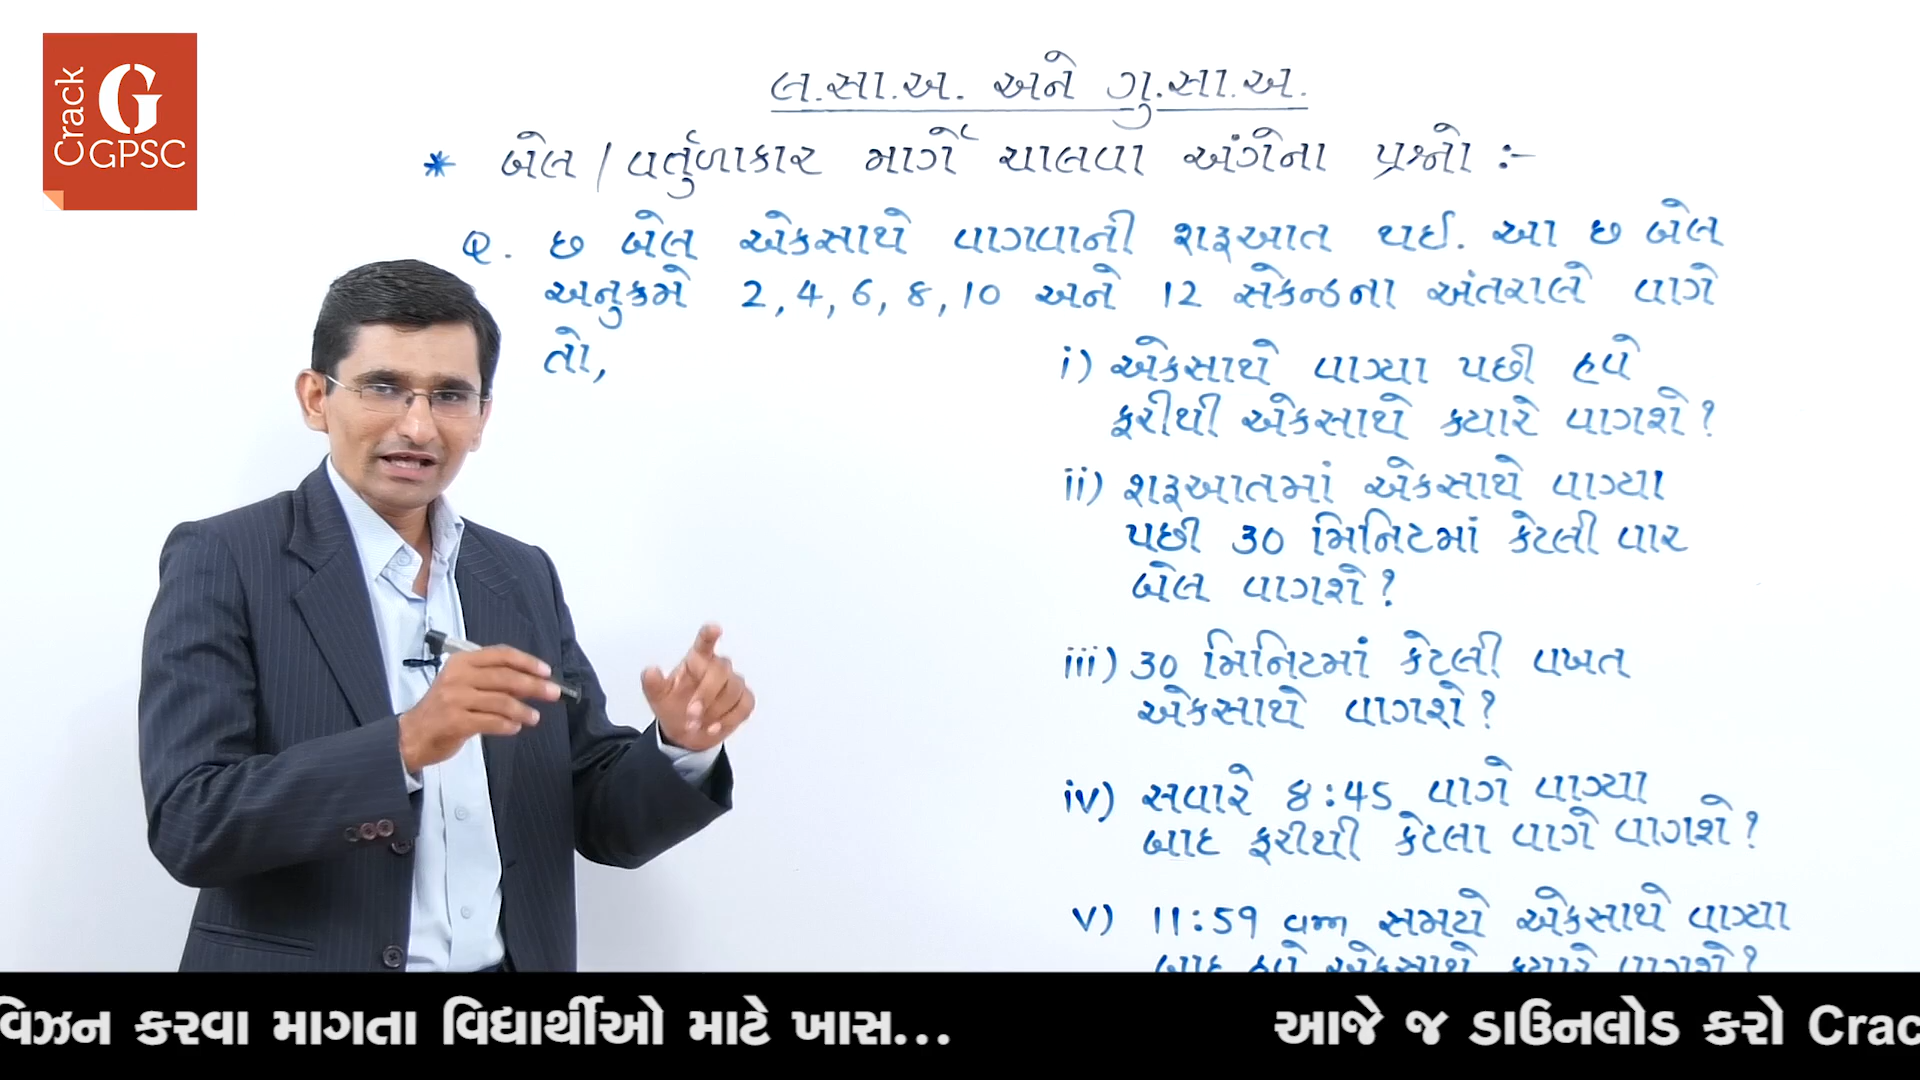 Crack
G
GPSC
લ.સા.અ. અને ગુ.સા.અ.
* બેલ / વર્તુળાકાર માર્ગે ચાલવા અંગેના પ્રશ્નો :-
Q. છ બેલ એકસાથે વાગવાની શરૂઆત થઈ. આ છ બેલ
અનુક્રમે 2, 4, 6, 8, 10 અને 12 સેકન્ડના અંતરાલે વાગે
તો,
i) એકસાથે વાગ્યા પછી હવે
ફરીથી એકસાથે ક્યારે વાગશે?
ii) શરૂઆતમાં એકસાથે વાગ્યા
પછી 30 મિનિટમાં કેટલી વાર
બેલ વાગશે?
iii) 30 મિનિટમાં કેટલી વખત
એકસાથે વાગશે?
iv) સવારે 8:45 વાગે વાગ્યા
બાદ ફરીથી કેટલા વાગે વાગશે?
v) 11:59 am સમયે એકસાથે વાગ્યા
બાદ હવે એકસાથે ક્યારે વાગશે?
વિઝન કરવા માગતા વિદ્યાર્થીઓ માટે ખાસ... આજે જ ડાઉનલોડ કરો Crac